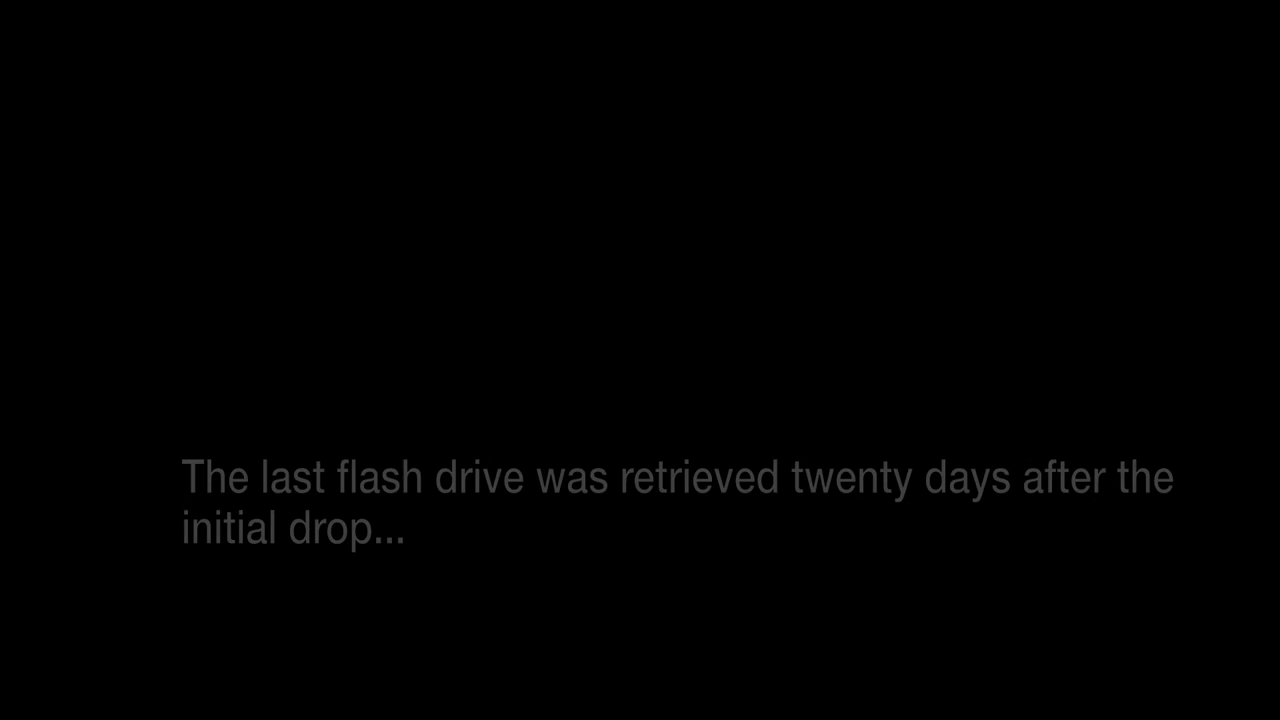 The last flash drive was retrieved twenty days after the
initial drop...